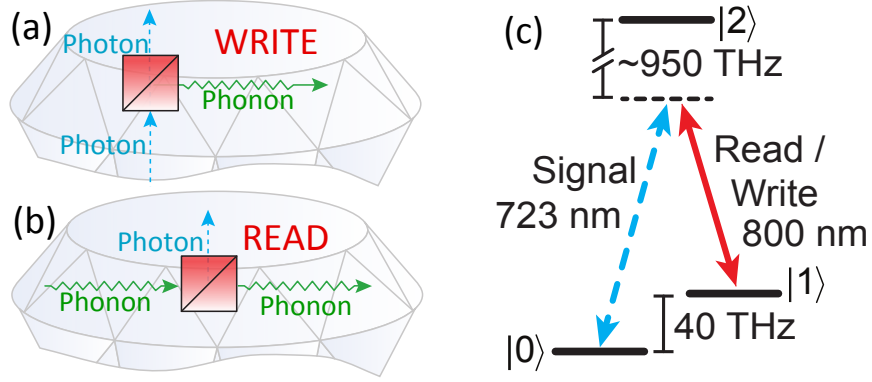 (a)
Photon
WRITE
Phonon
Photon
(b)
Photon
READ
Phonon
Phonon
(c)
|2⟩
~950 THz
Signal
723 nm
Read /
Write
800 nm
|1⟩
40 THz
|0⟩